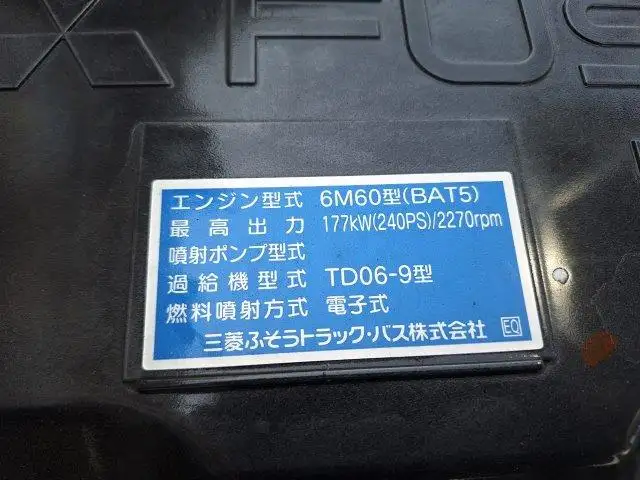 FUS
エンジン型式 6M60型(BAT5)
最高出力 177kW(240PS)/2270rpm
噴射ポンプ型式
過給機型式 TD06-9型
燃料噴射方式 電子式
三菱ふそうトラック・バス株式会社 EQ